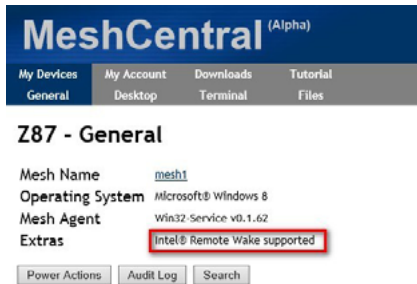 MeshCentral (Alpha)
My Devices My Account Downloads Tutorial
General Desktop Terminal Files
Z87 - General
Mesh Name mesh1
Operating System Microsoft® Windows 8
Mesh Agent Win32-Service v0.1.62
Extras Intel® Remote Wake supported
Power Actions Audit Log Search